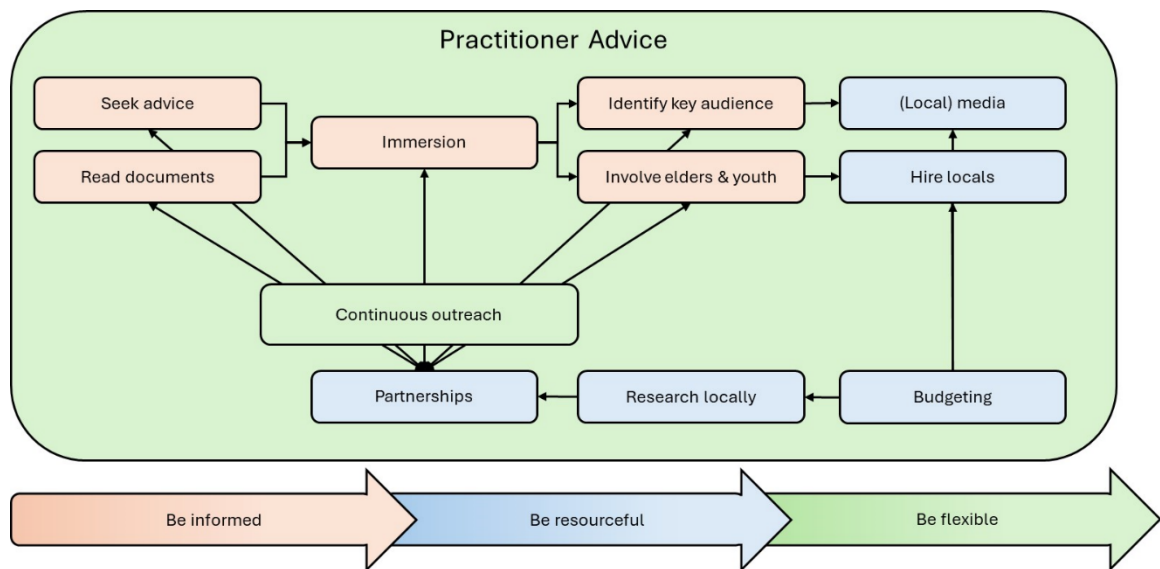 Practitioner Advice
Seek advice
Read documents
Immersion
Identify key audience
Involve elders & youth
(Local) media
Hire locals
Continuous outreach
Partnerships
Research locally
Budgeting
Be informed
Be resourceful
Be flexible